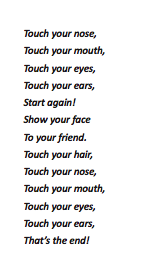 Touch your nose,
Touch your mouth,
Touch your eyes,
Touch your ears,
Start again!
Show your face
To your friend.
Touch your hair,
Touch your nose,
Touch your mouth,
Touch your eyes,
Touch your ears,
That's the end!